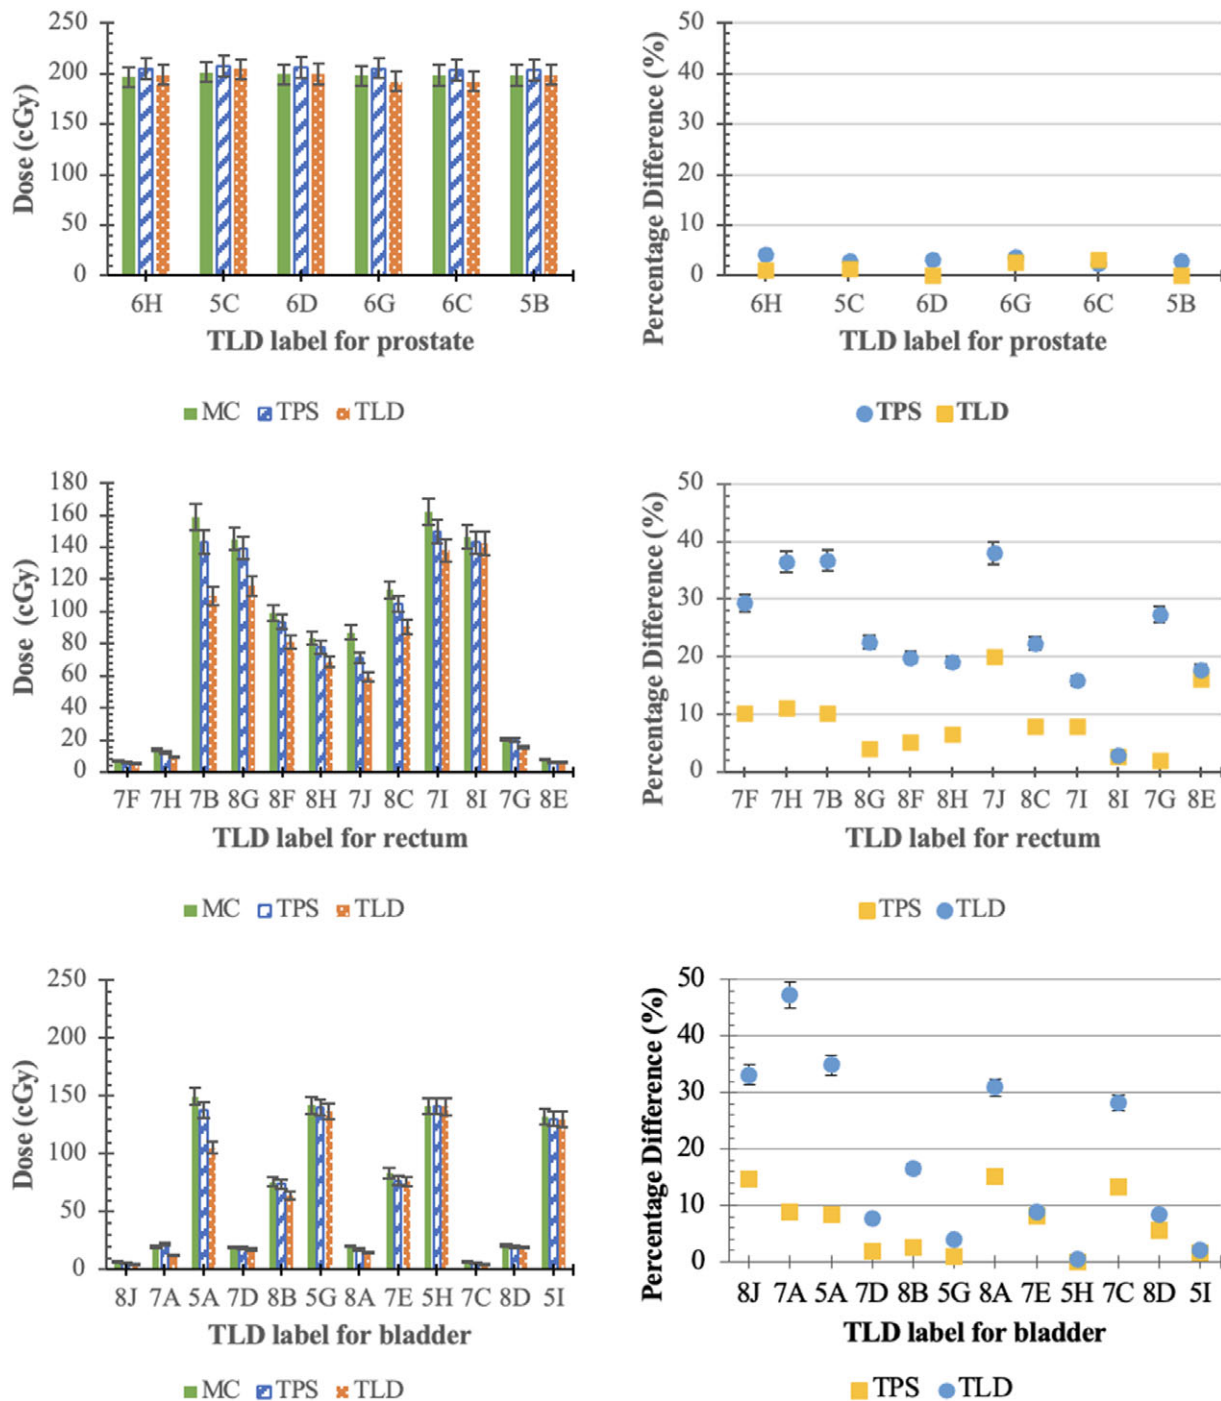 Dose (cGy)
250
200
150
100
50
0
6H 5C 6D 6G 6C 5B
TLD label for prostate
MC TPS TLD
Percentage Difference (%)
50
40
30
20
10
0
6H 5C 6D 6G 6C 5B
TLD label for prostate
TPS TLD
Dose (cGy)
180
160
140
120
100
80
60
40
20
0
7F 7H 7B 8G 8F 8H 7J 8C 7I 8I 7G 8E
TLD label for rectum
MC TPS TLD
Percentage Difference (%)
50
40
30
20
10
0
7F 7H 7B 8G 8F 8H 7J 8C 7I 8I 7G 8E
TLD label for rectum
TPS TLD
Dose (cGy)
250
200
150
100
50
0
8J 7A 5A 7D 8B 5G 8A 7E 5H 7C 8D 5I
TLD label for bladder
MC TPS TLD
Percentage Difference (%)
50
40
30
20
10
0
8J 7A 5A 7D 8B 5G 8A 7E 5H 7C 8D 5I
TLD label for bladder
TPS TLD